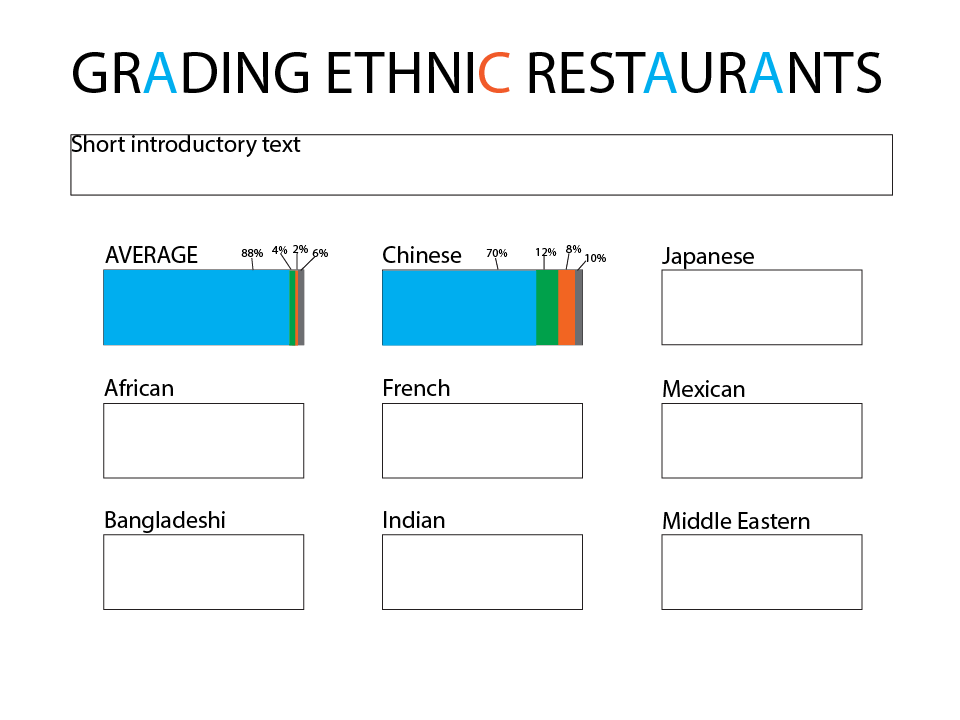 GRADING ETHNIC RESTAURANTS
Short introductory text
AVERAGE
88%
4%
2%
6%
Chinese
70%
12%
8%
10%
Japanese
African
French
Mexican
Bangladeshi
Indian
Middle Eastern